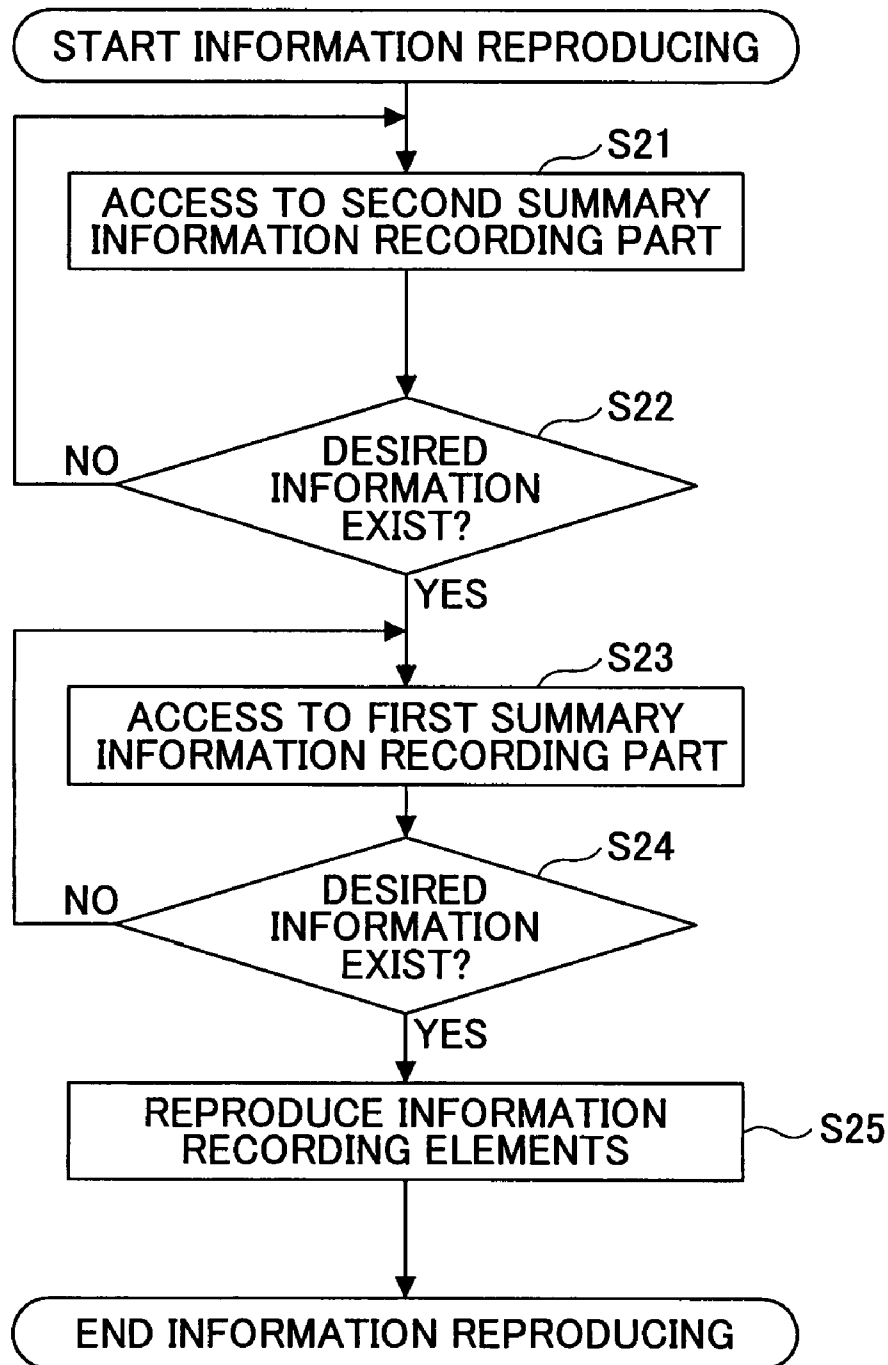 START INFORMATION REPRODUCING
S21
ACCESS TO SECOND SUMMARY
INFORMATION RECORDING PART
S22
DESIRED
INFORMATION
EXIST?
NO
YES
S23
ACCESS TO FIRST SUMMARY
INFORMATION RECORDING PART
S24
DESIRED
INFORMATION
EXIST?
NO
YES
REPRODUCE INFORMATION
RECORDING ELEMENTS
S25
END INFORMATION REPRODUCING